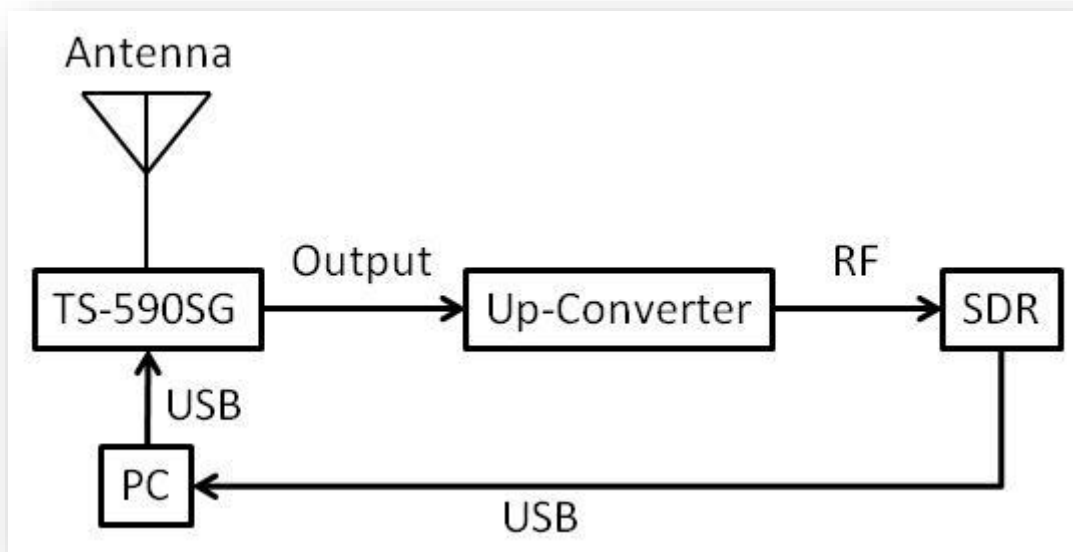 Antenna
Output
RF
TS-590SG
Up-Converter
SDR
USB
PC
USB